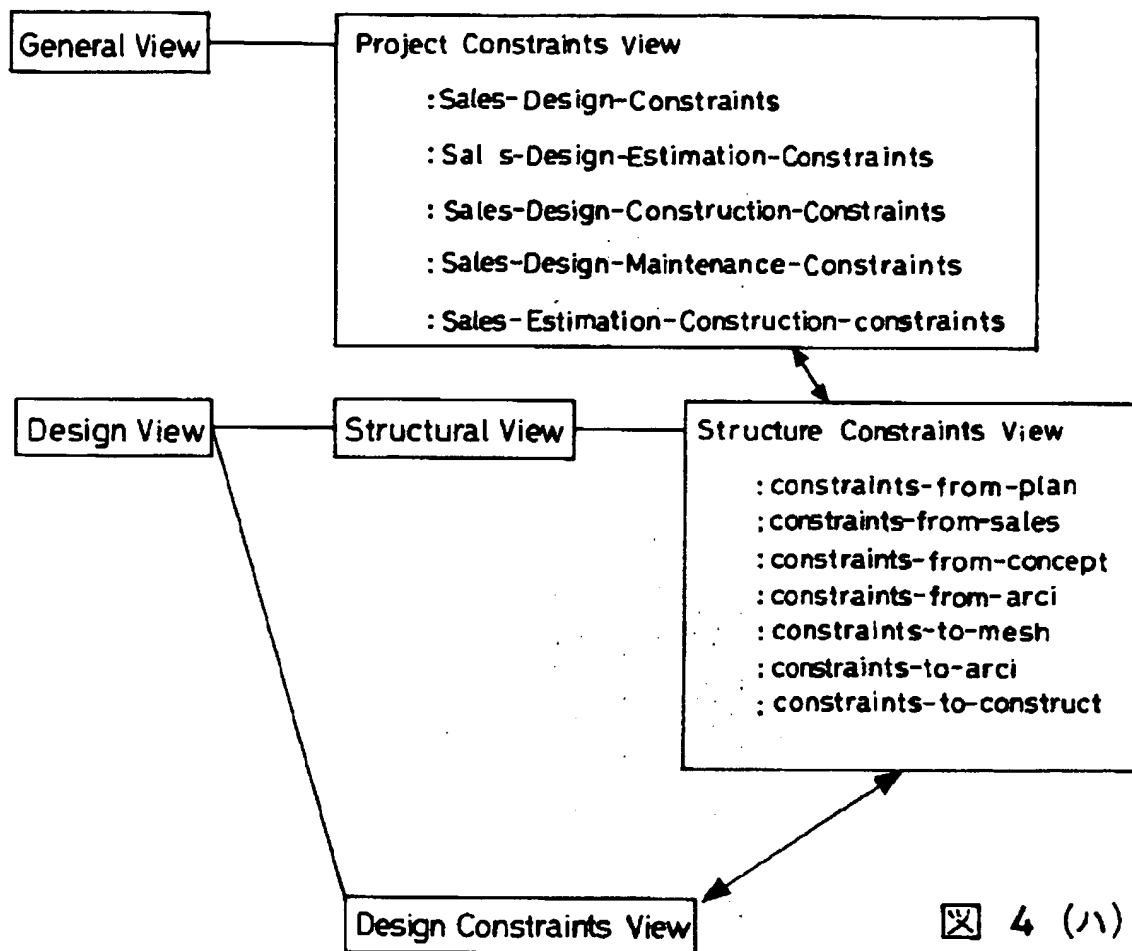 General View
Project Constraints View
:Sales-Design-Constraints
:Sal s-Design-Estimation-Constraints
:Sales-Design-Construction-Constraints
:Sales-Design-Maintenance-Constraints
:Sales-Estimation-Construction-constraints
Design View
Structural View
Structure Constraints View
:constraints-from-plan
:constraints-from-sales
:constraints-from-concept
:constraints-from-arci
:constraints-to-mesh
:constraints-to-arci
:constraints-to-construct
Design Constraints View
図 4 (ハ)